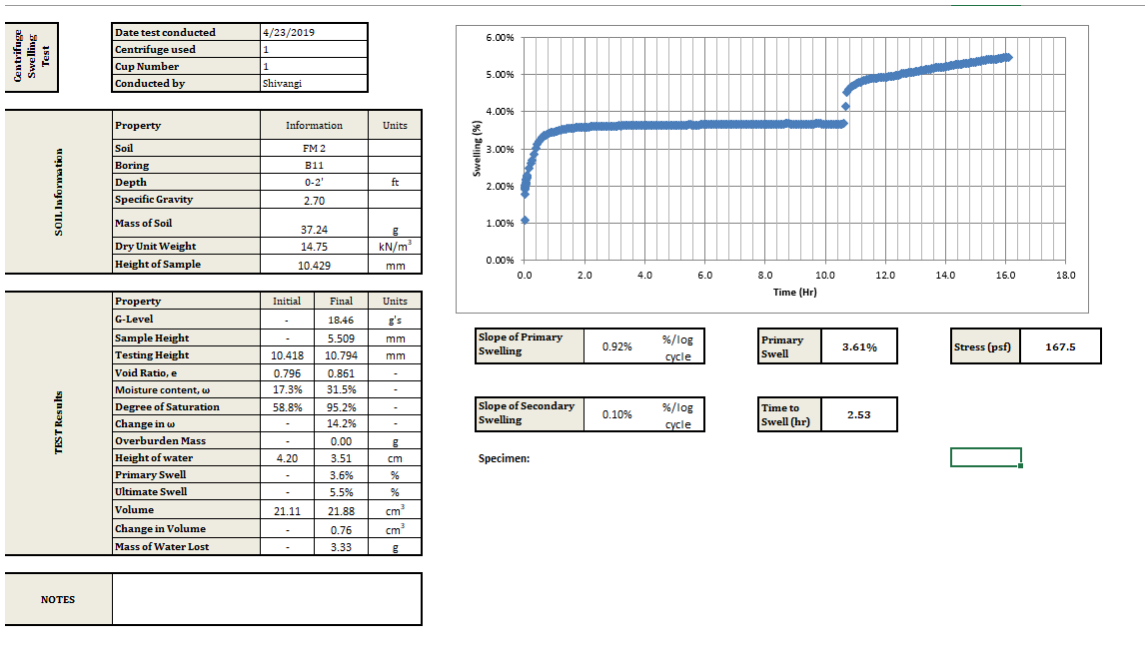 Centrifuge
Swelling
Test
Date test conducted 4/23/2019
Centrifuge used 1
Cup Number 1
Conducted by Shivangi
SOIL Information
Property Information Units
Soil FM 2
Boring B11
Depth 0-2' ft
Specific Gravity 2.70
Mass of Soil 37.24 g
Dry Unit Weight 14.75 kN/m³
Height of Sample 10.429 mm
TEST Results
Property Initial Final Units
G-Level - 18.46 g's
Sample Height - 5.509 mm
Testing Height 10.418 10.794 mm
Void Ratio, e 0.796 0.861 -
Moisture content, ω 17.3% 31.5% -
Degree of Saturation 58.8% 95.2% -
Change in ω - 14.2% -
Overburden Mass - 0.00 g
Height of water 4.20 3.51 cm
Primary Swell - 3.6% %
Ultimate Swell - 5.5% %
Volume 21.11 21.88 cm³
Change in Volume - 0.76 cm³
Mass of Water Lost - 3.33 g
NOTES
6.00%
5.00%
4.00%
3.00%
2.00%
1.00%
0.00%
Swelling (%)
0.0 2.0 4.0 6.0 8.0 10.0 12.0 14.0 16.0 18.0
Time (Hr)
Slope of Primary
Swelling
0.92%
%/log
cycle
Primary
Swell
3.61%
Stress (psf) 167.5
Slope of Secondary
Swelling
0.10%
%/log
cycle
Time to
Swell (hr)
2.53
Specimen: